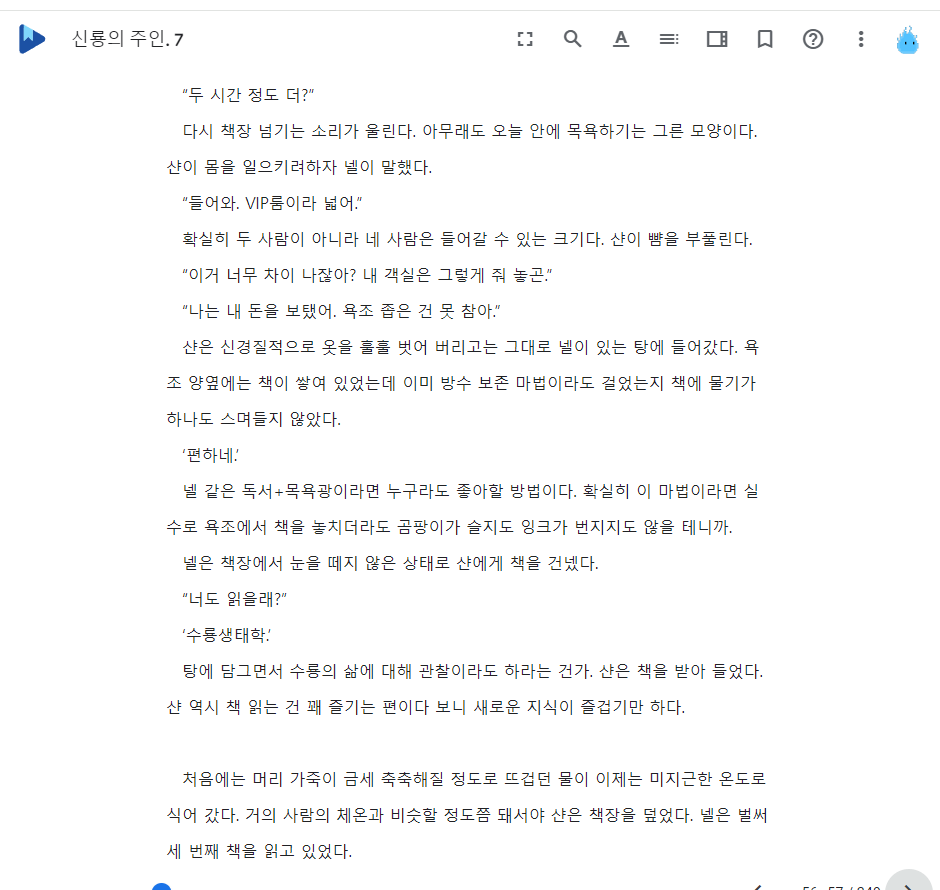 신룡의 주인. 7
"두 시간 정도 더?"
다시 책장 넘기는 소리가 울린다. 아무래도 오늘 안에 목욕하기는 그른 모양이다.
샨이 몸을 일으키려하자 넬이 말했다.
"들어와. VIP룸이라 넓어."
확실히 두 사람이 아니라 네 사람은 들어갈 수 있는 크기다. 샨이 뺨을 부풀린다.
"이거 너무 차이 나잖아? 내 객실은 그렇게 줘 놓곤."
"나는 내 돈을 보탰어. 욕조 좁은 건 못 참아."
샨은 신경질적으로 옷을 훌훌 벗어 버리고는 그대로 넬이 있는 탕에 들어갔다. 욕
조 양옆에는 책이 쌓여 있었는데 이미 방수 보존 마법이라도 걸었는지 책에 물기가
하나도 스며들지 않았다.
'편하네.'
넬 같은 독서+목욕광이라면 누구라도 좋아할 방법이다. 확실히 이 마법이라면 실
수로 욕조에서 책을 놓치더라도 곰팡이가 슬지도 잉크가 번지지도 않을 테니까.
넬은 책장에서 눈을 떼지 않은 상태로 샨에게 책을 건넸다.
"너도 읽을래?"
'수룡생태학.'
탕에 담그면서 수룡의 삶에 대해 관찰이라도 하라는 건가. 샨은 책을 받아 들었다.
샨 역시 책 읽는 건 꽤 즐기는 편이다 보니 새로운 지식이 즐겁기만 하다.
처음에는 머리 가죽이 금세 축축해질 정도로 뜨겁던 물이 이제는 미지근한 온도로
식어 갔다. 거의 사람의 체온과 비슷할 정도쯤 돼서야 샨은 책장을 덮었다. 넬은 벌써
세 번째 책을 읽고 있었다.